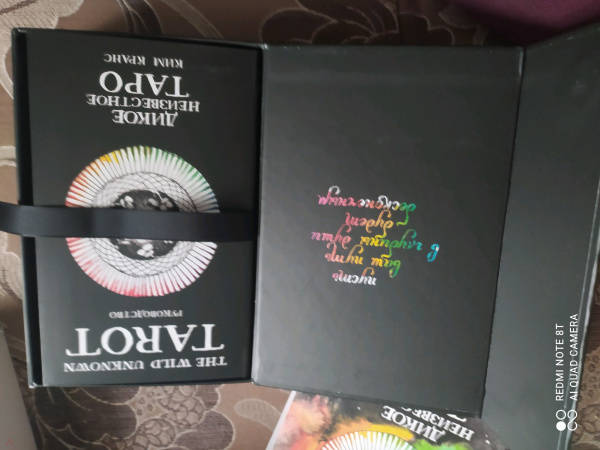 THE WILD UNKNOWN
TAROT
РУКОВОДСТВО
ДИКОЕ
НЕИЗВЕСТНОЕ
ТАРО
КИМ КРАНС
пусть
ваш путь
в глубины души
будет
бесконечным
ДИКОЕ
REDMI NOTE 8T
AI QUAD CAMERA